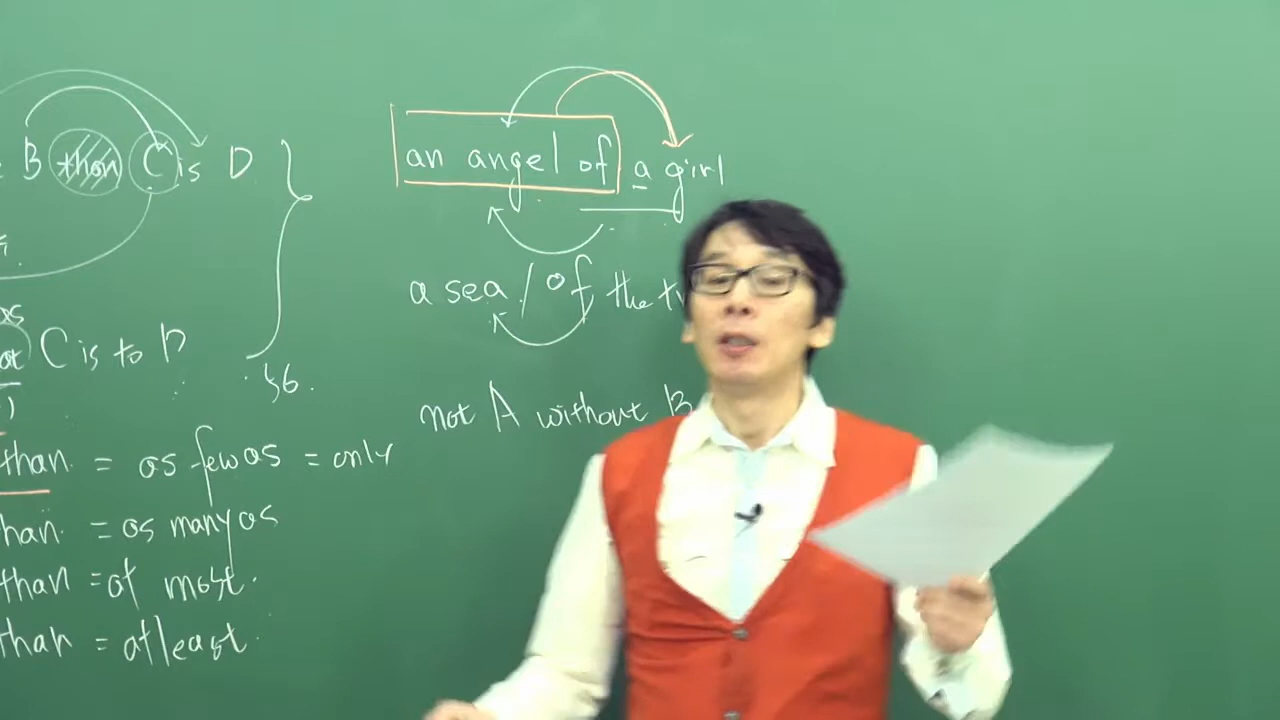 B than C is D
C is to D
56.
than = as few as = only
than = as many as
than = at most.
than = at least.
an angel of a girl
a sea / of the
not A without B